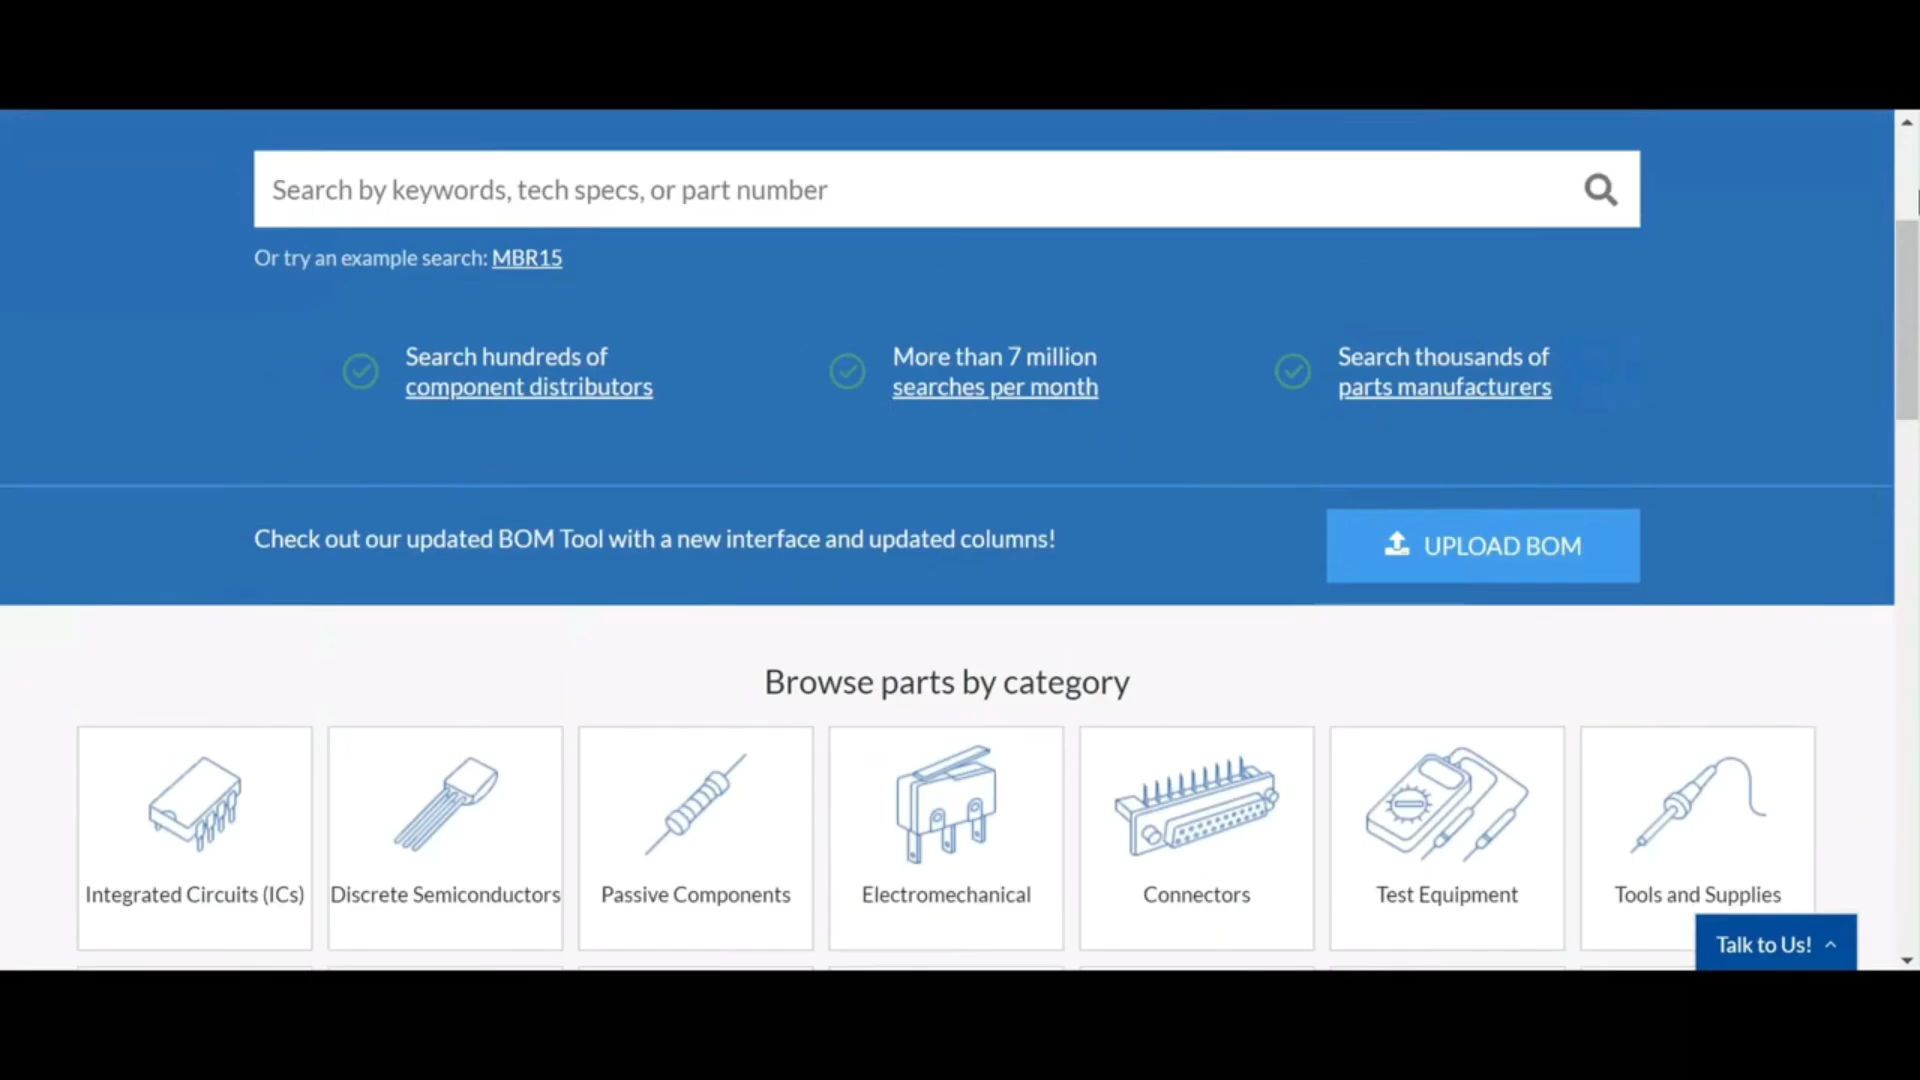 Search by keywords, tech specs, or part number
Or try an example search: MBR15
Search hundreds of
component distributors
More than 7 million
searches per month
Search thousands of
parts manufacturers
Check out our updated BOM Tool with a new interface and updated columns!
UPLOAD BOM
Browse parts by category
Integrated Circuits (ICs)
Discrete Semiconductors
Passive Components
Electromechanical
Connectors
Test Equipment
Tools and Supplies
Talk to Us!